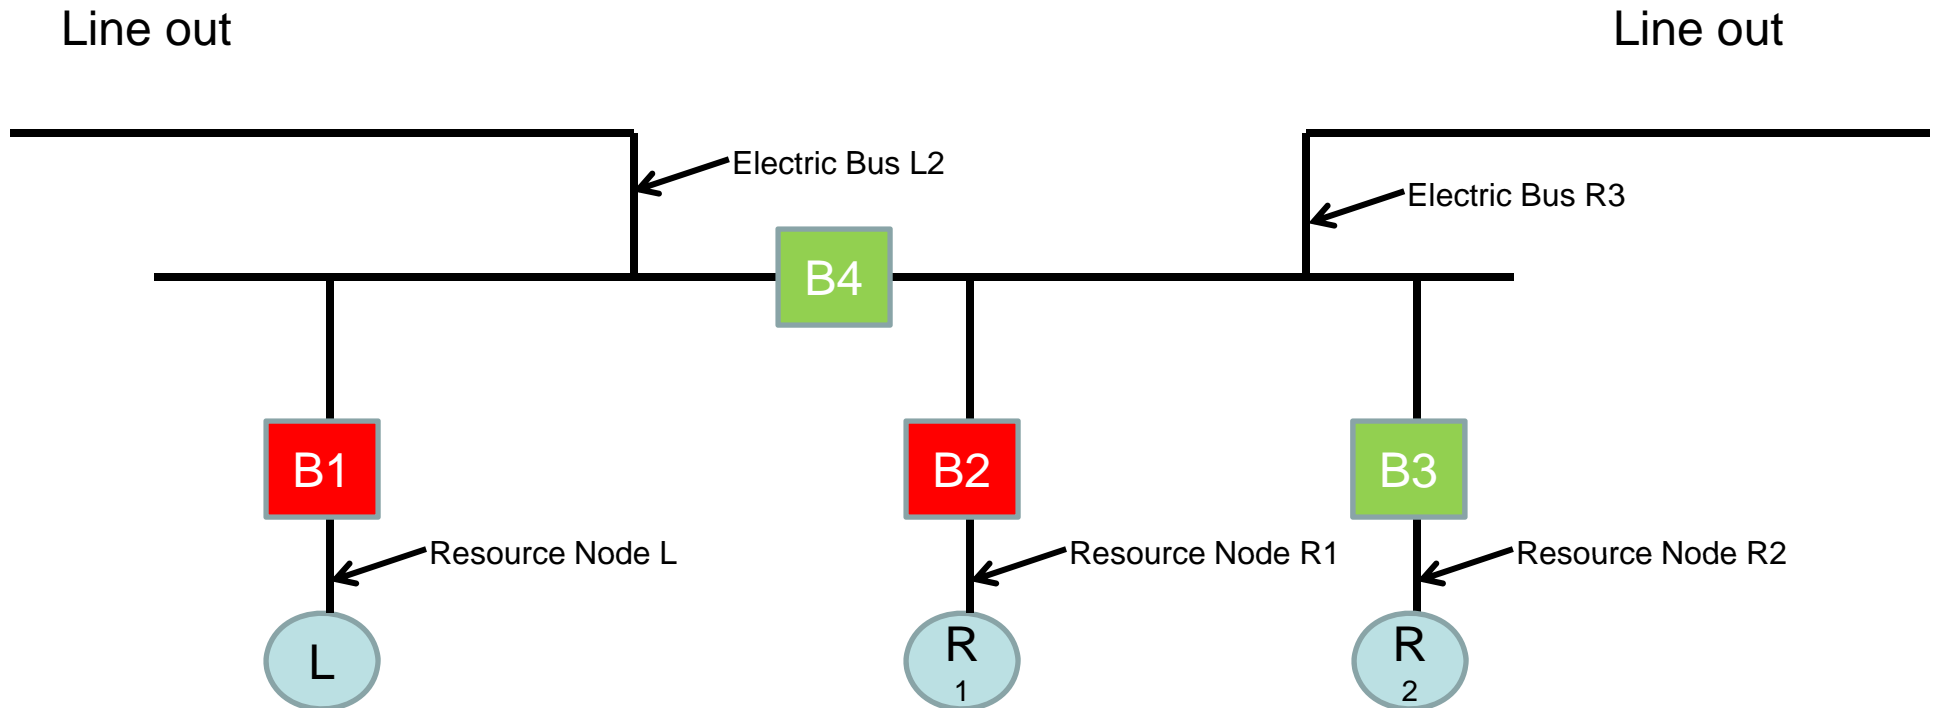 Line out
Line out
Electric Bus L2
Electric Bus R3
B4
B1
B2
B3
Resource Node L
Resource Node R1
Resource Node R2
L
R
1
R
2